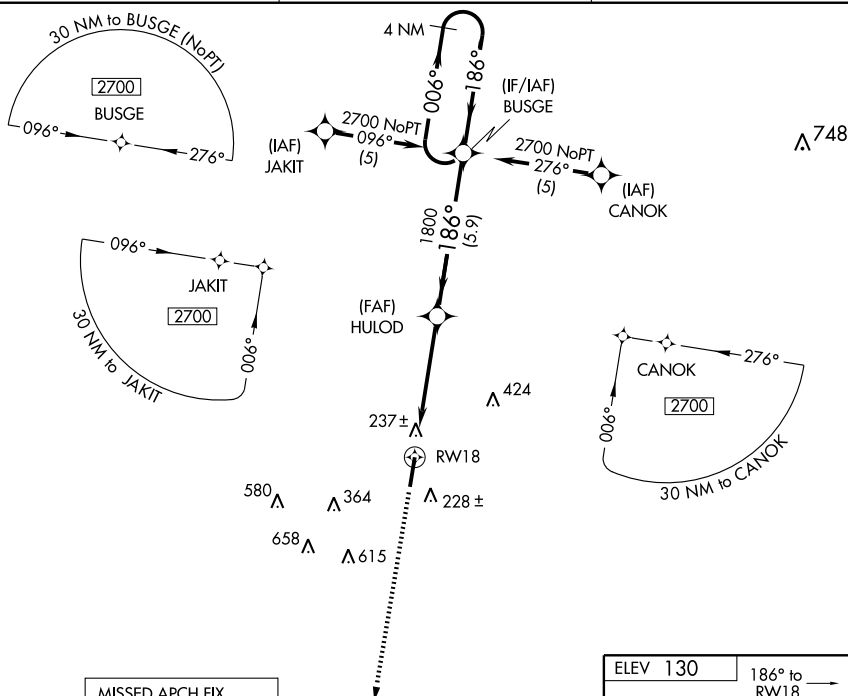 30 NM to BUSGE (NoPT)
2700
BUSGE
096°
276°
4 NM
006°
186°
(IF/IAF)
BUSGE
2700 NoPT
096°
(5)
(IAF)
JAKIT
2700 NoPT
276°
(5)
(IAF)
CANOK
748
1800
186°
(5.9)
096°
JAKIT
2700
006°
30 NM to JAKIT
(FAF)
HULOD
276°
CANOK
2700
006°
30 NM to CANOK
424
237 ±
RW18
580
364
228 ±
658
615
MISSED APCH FIX
ELEV 130
186° to
RW18